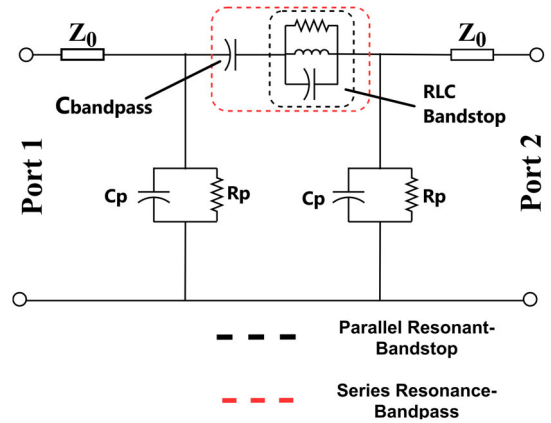 Z0
Z0
Cbandpass
RLC
Bandstop
Port 1
Cp
Rp
Cp
Rp
Port 2
Parallel Resonant-
Bandstop
Series Resonance-
Bandpass